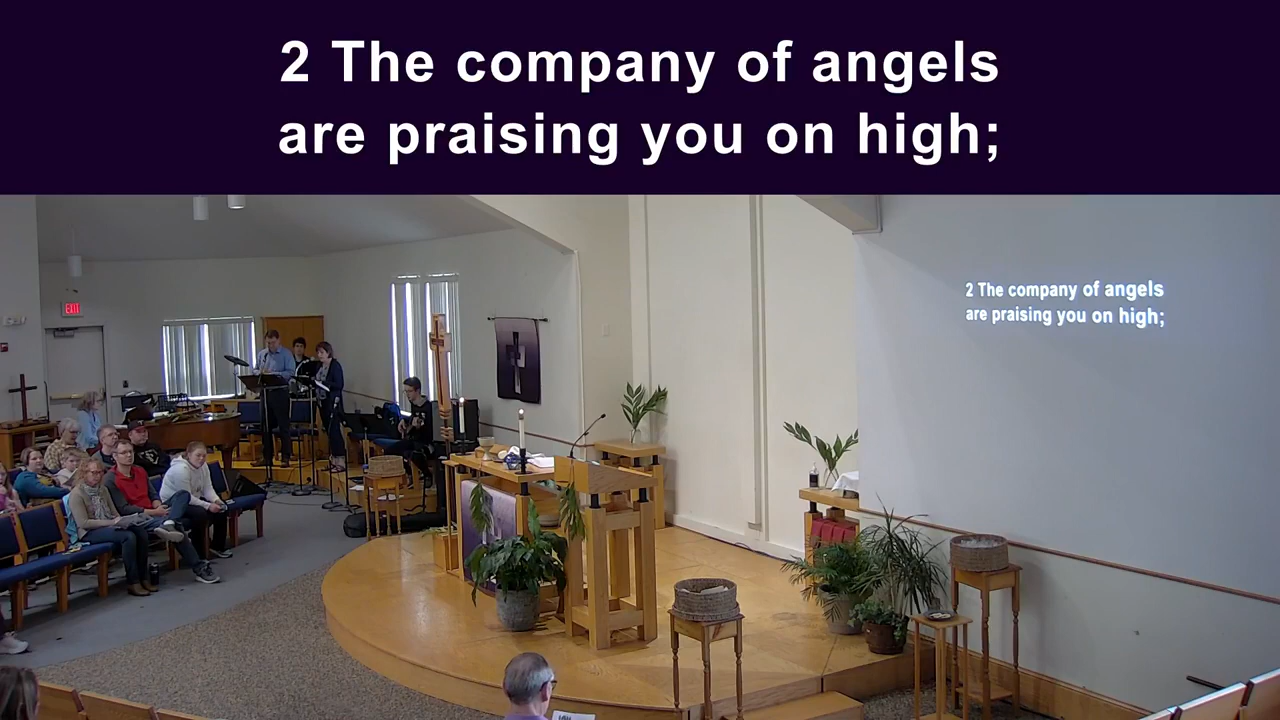 2 The company of angels
are praising you on high;
2 The company of angels
are praising you on high;
EXIT